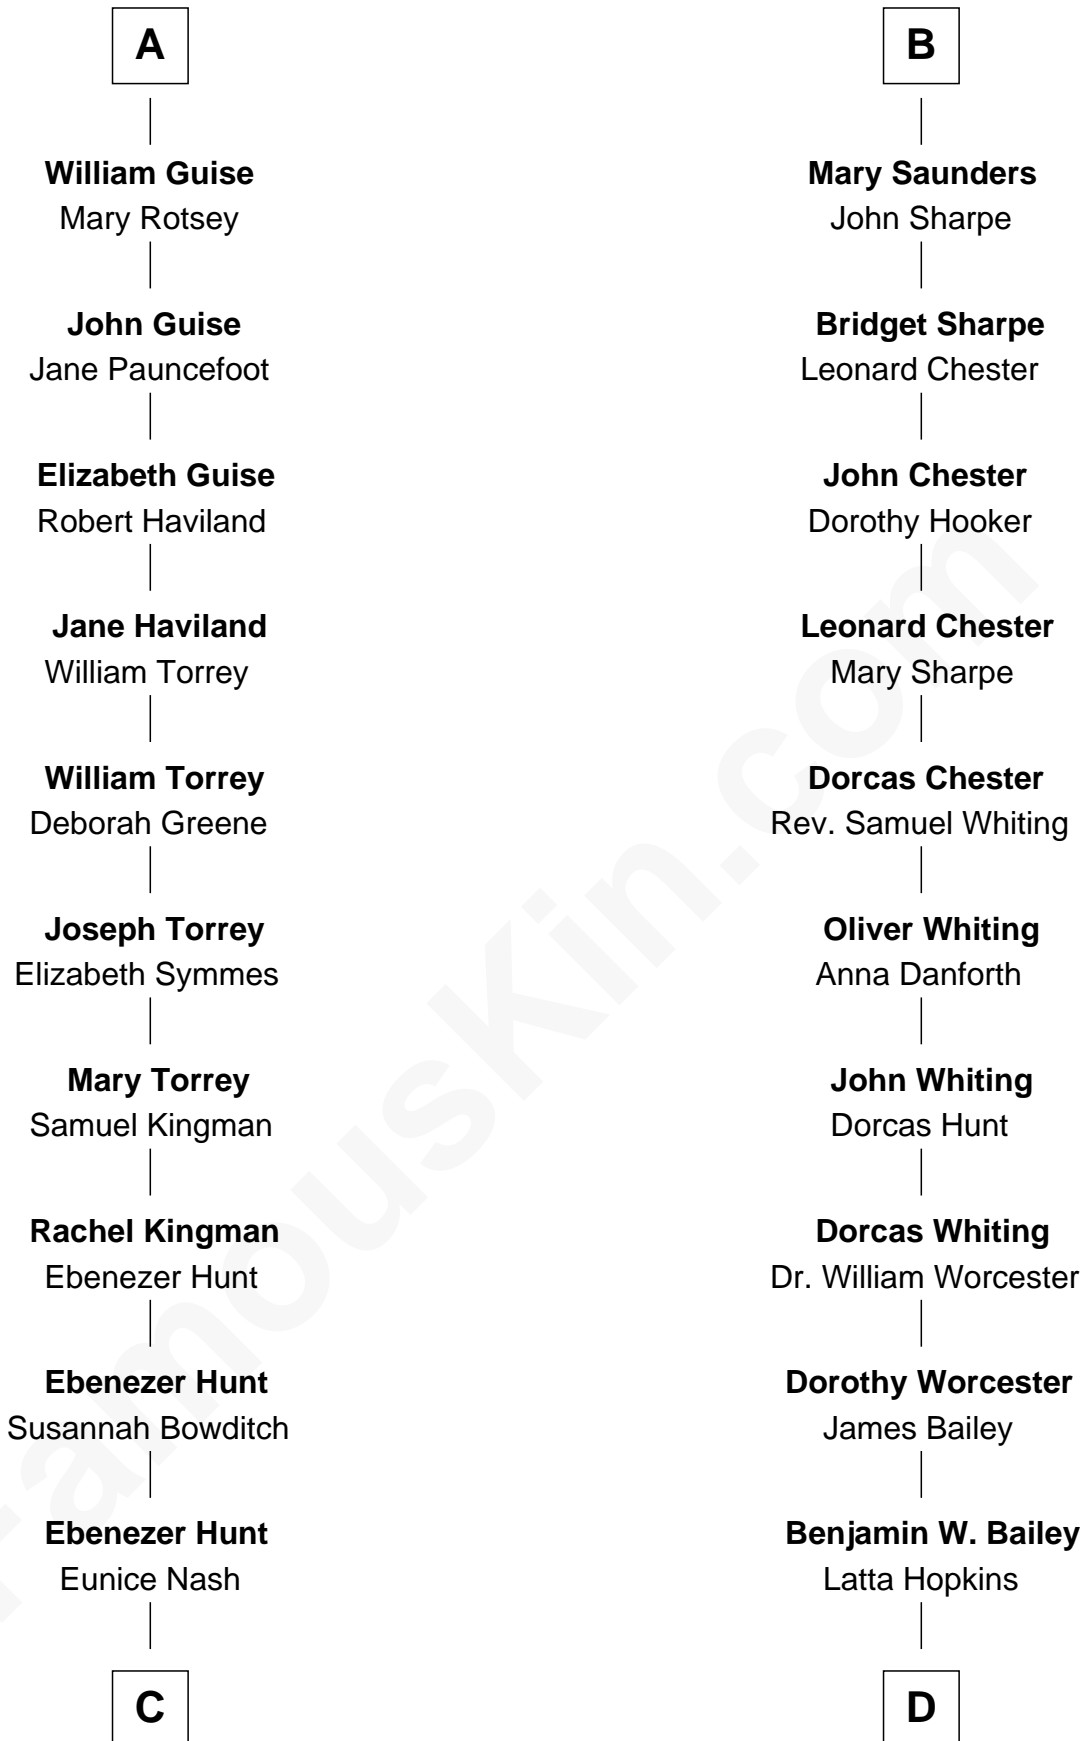 A
William Guise
Mary Rotsey
John Guise
Jane Pauncefoot
Elizabeth Guise
Robert Haviland
Jane Haviland
William Torrey
William Torrey
Deborah Greene
Joseph Torrey
Elizabeth Symmes
Mary Torrey
Samuel Kingman
Rachel Kingman
Ebenezer Hunt
Ebenezer Hunt
Susannah Bowditch
Ebenezer Hunt
Eunice Nash
C
B
Mary Saunders
John Sharpe
Bridget Sharpe
Leonard Chester
John Chester
Dorothy Hooker
Leonard Chester
Mary Sharpe
Dorcas Chester
Rev. Samuel Whiting
Oliver Whiting
Anna Danforth
John Whiting
Dorcas Hunt
Dorcas Whiting
Dr. William Worcester
Dorothy Worcester
James Bailey
Benjamin W. Bailey
Latta Hopkins
D
FamousKin.com